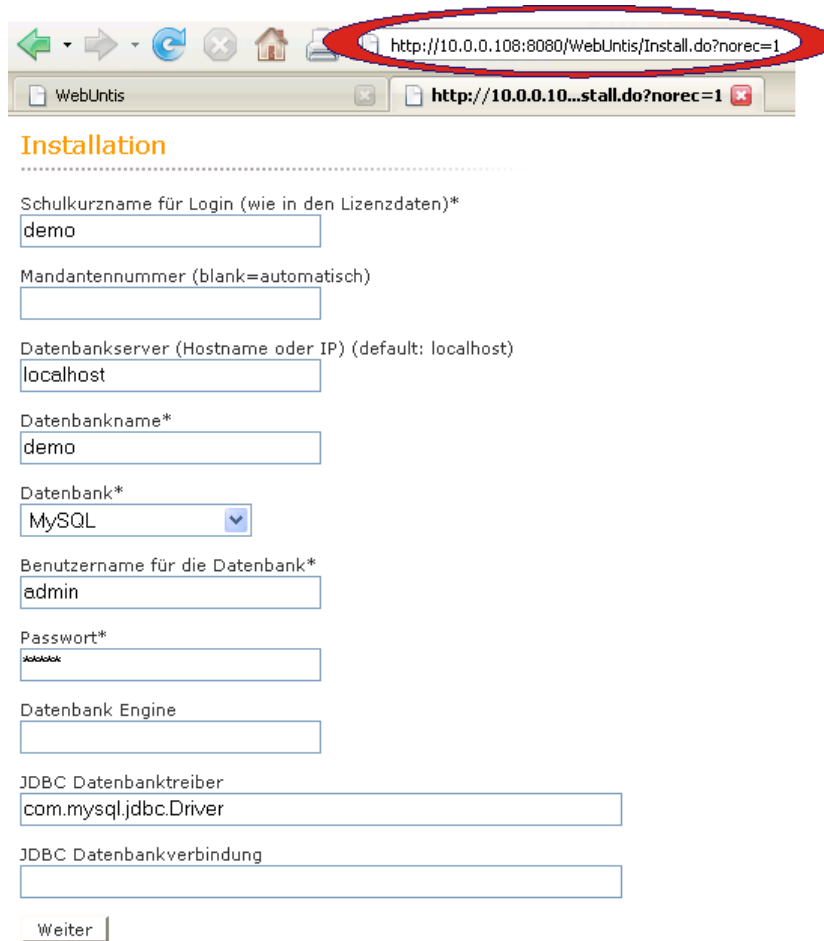 http://10.0.0.108:8080/WebUntis/Install.do?norec=1
WebUntis
http://10.0.0.10...stall.do?norec=1
Installation
Schulkurzname für Login (wie in den Lizenzdaten)*
demo
Mandantennummer (blank=automatisch)
Datenbankserver (Hostname oder IP) (default: localhost)
localhost
Datenbankname*
demo
Datenbank*
MySQL
Benutzername für die Datenbank*
admin
Passwort*
*****
Datenbank Engine
JDBC Datenbanktreiber
com.mysql.jdbc.Driver
JDBC Datenbankverbindung
Weiter